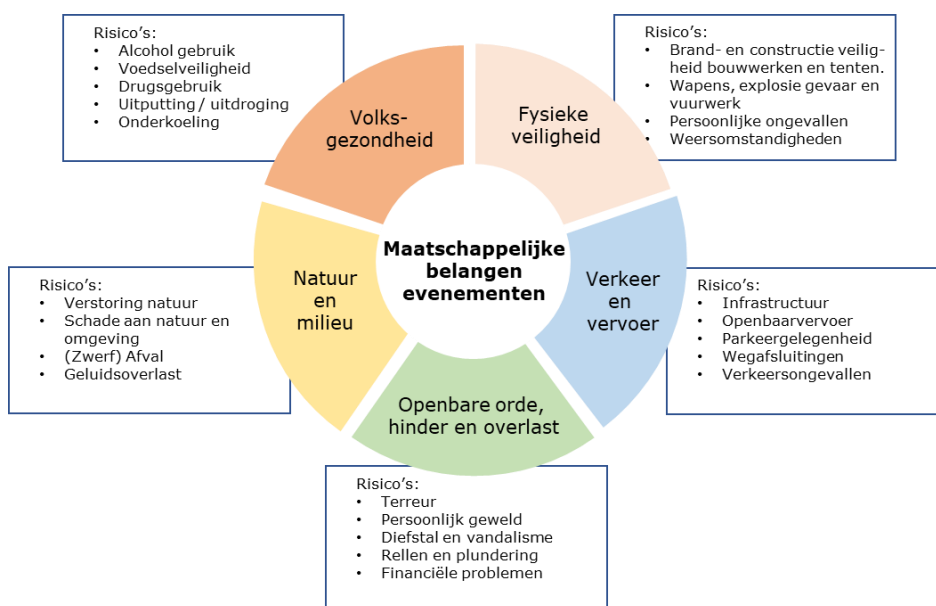 Risico's:
• Alcohol gebruik
• Voedselveiligheid
• Drugsgebruik
• Uitputting / uitdroging
• Onderkoeling
Risico's:
• Brand- en constructie veilig-
heid bouwwerken en tenten.
• Wapens, explosie gevaar en
vuurwerk
• Persoonlijke ongevallen
• Weersomstandigheden
Volks-
gezondheid
Fysieke
veiligheid
Maatschappelijke
belangen
evenementen
Natuur
en
milieu
Verkeer
en
vervoer
Openbare orde,
hinder en overlast
Risico's:
• Verstoring natuur
• Schade aan natuur en
omgeving
• (Zwerf) Afval
• Geluidsoverlast
Risico's:
• Infrastructuur
• Openbaarvervoer
• Parkeergelegenheid
• Wegafsluitingen
• Verkeersongevallen
Risico's:
• Terreur
• Persoonlijk geweld
• Diefstal en vandalisme
• Rellen en plundering
• Financiële problemen